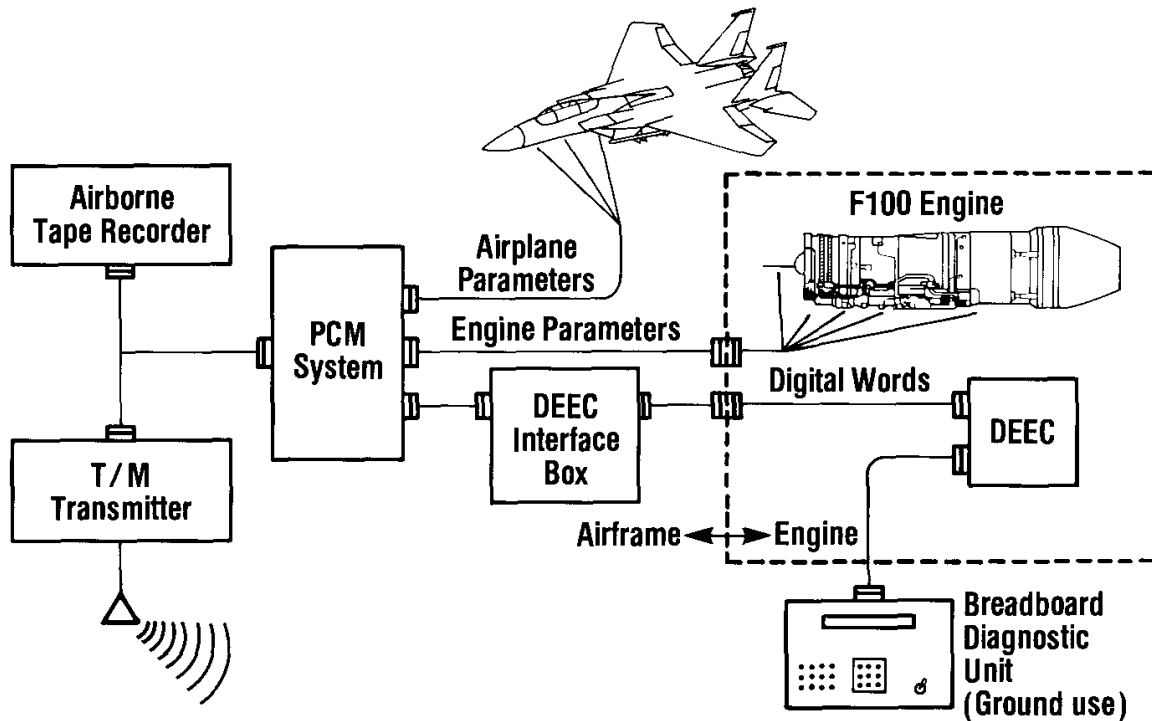 Airborne
Tape Recorder
T/M
Transmitter
PCM
System
Airplane
Parameters
Engine Parameters
DEEC
Interface
Box
F100 Engine
Digital Words
DEEC
Airframe
Engine
Breadboard
Diagnostic
Unit
(Ground use)